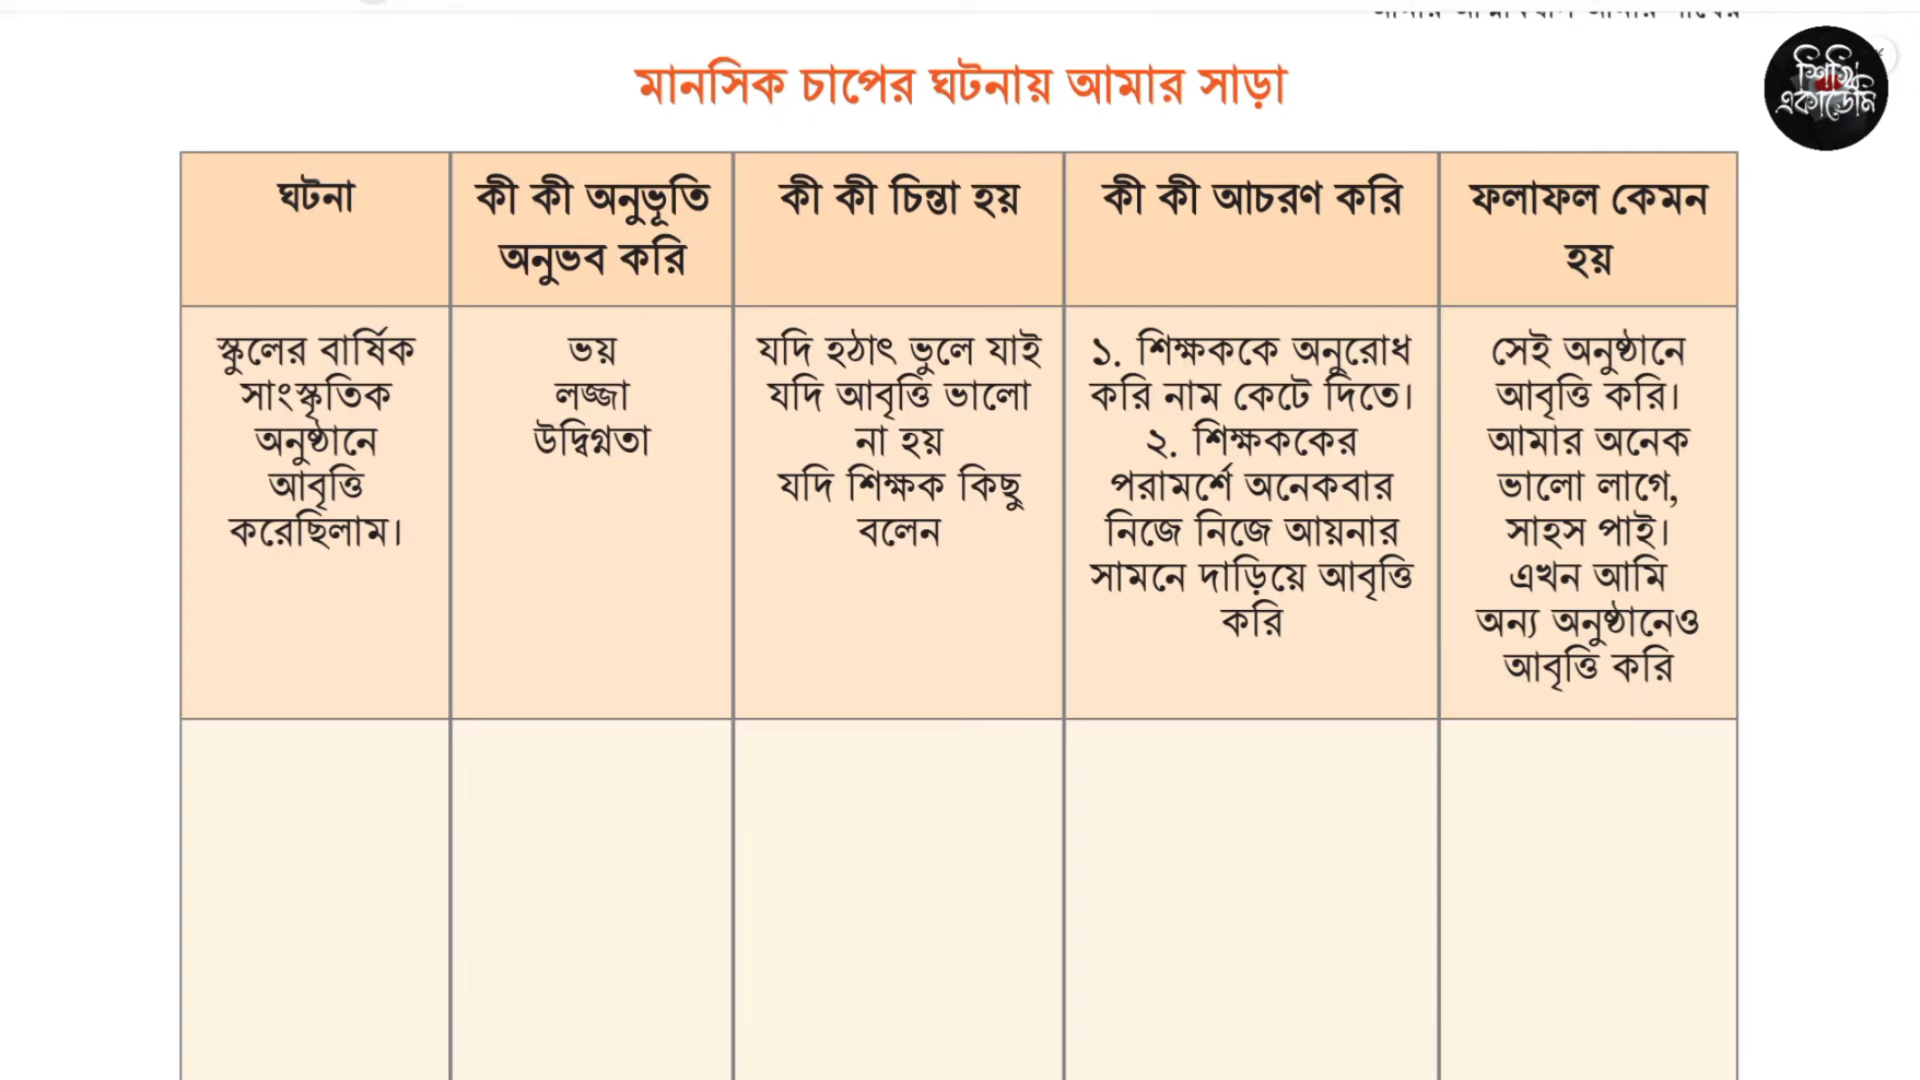 মানসিক চাপের ঘটনায় আমার সাড়া
শিখি
একাডেমি
ঘটনা
কী কী অনুভূতি
অনুভব করি
কী কী চিন্তা হয়
কী কী আচরণ করি
ফলাফল কেমন
হয়
স্কুলের বার্ষিক
সাংস্কৃতিক
অনুষ্ঠানে
আবৃত্তি
করেছিলাম।
ভয়
লজ্জা
উদ্বিগ্নতা
যদি হঠাৎ ভুলে যাই
যদি আবৃত্তি ভালো
না হয়
যদি শিক্ষক কিছু
বলেন
১. শিক্ষককে অনুরোধ
করি নাম কেটে দিতে।
২. শিক্ষককের
পরামর্শে অনেকবার
নিজে নিজে আয়নার
সামনে দাড়িয়ে আবৃত্তি
করি
সেই অনুষ্ঠানে
আবৃত্তি করি।
আমার অনেক
ভালো লাগে,
সাহস পাই।
এখন আমি
অন্য অনুষ্ঠানেও
আবৃত্তি করি